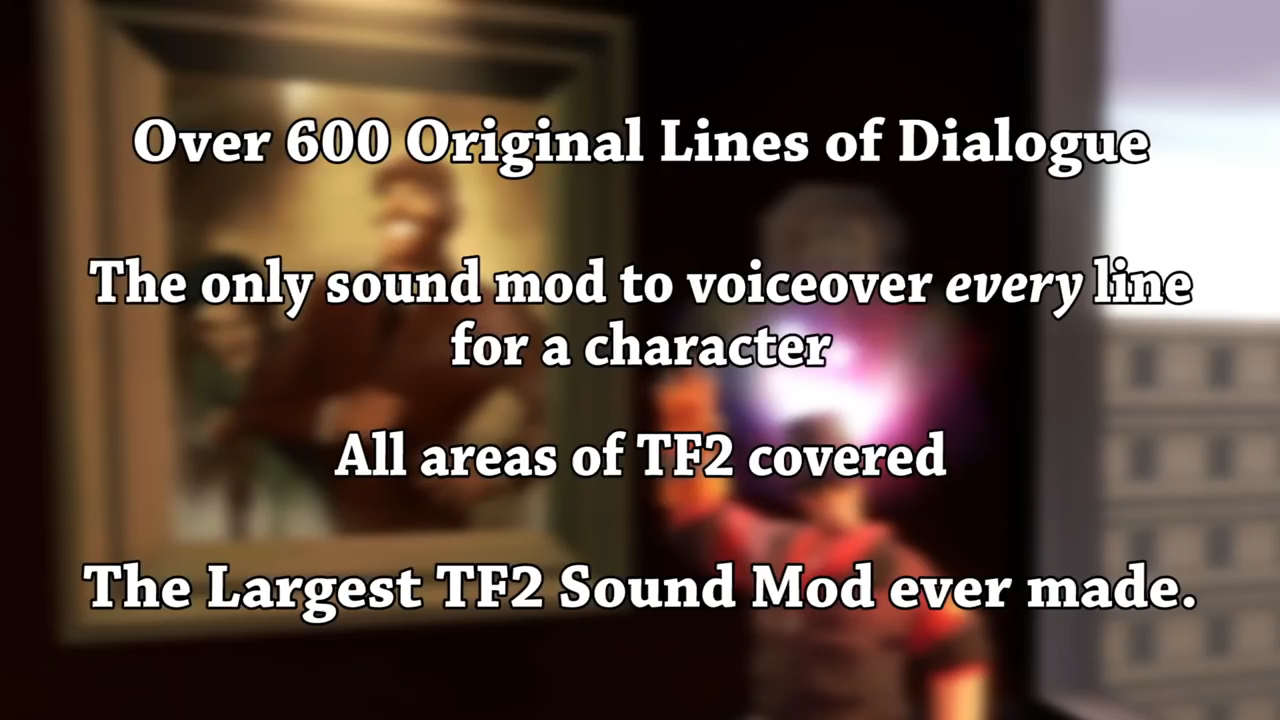 Over 600 Original Lines of Dialogue
The only sound mod to voiceover every line
for a character
All areas of TF2 covered
The Largest TF2 Sound Mod ever made.